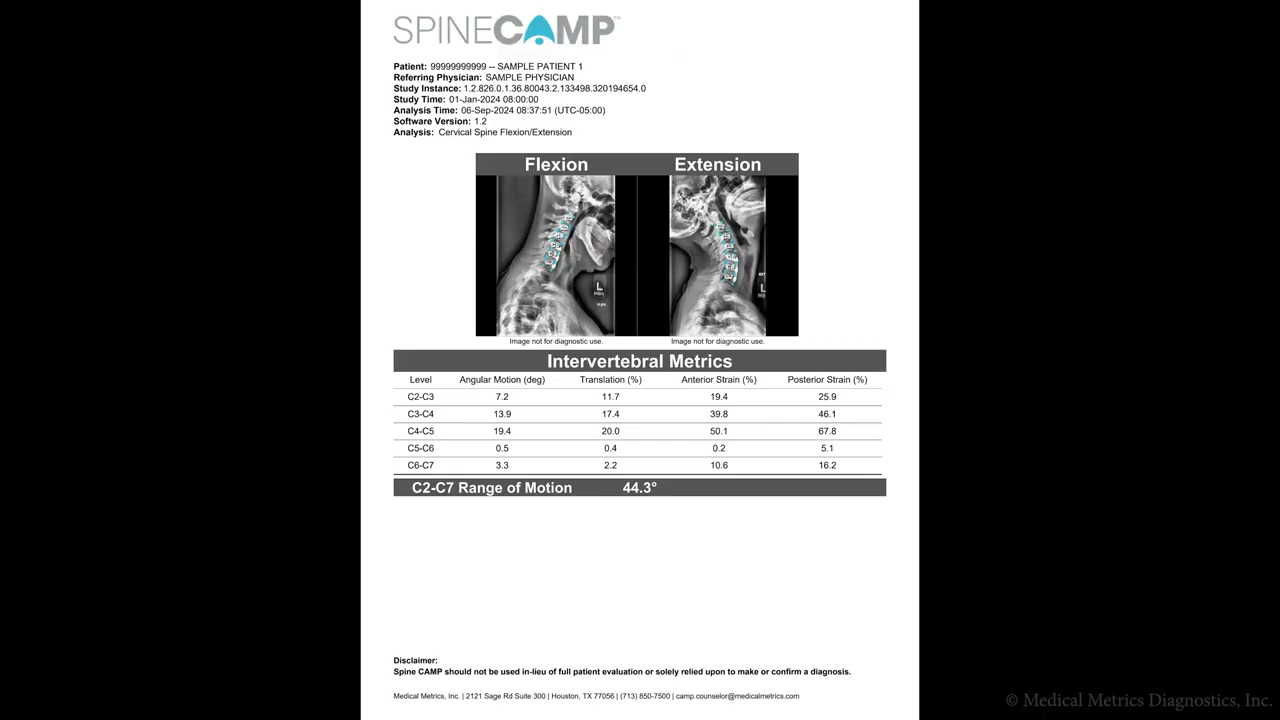 SPINECAMP™
Patient: 99999999999 -- SAMPLE PATIENT 1
Referring Physician: SAMPLE PHYSICIAN
Study Instance: 1.2.826.0.1.36.80043.2.133498.320194654.0
Study Time: 01-Jan-2024 08:00:00
Analysis Time: 06-Sep-2024 08:37:51 (UTC-05:00)
Software Version: 1.2
Analysis: Cervical Spine Flexion/Extension
Flexion Extension
L
FLEX
EXT
L
Image not for diagnostic use. Image not for diagnostic use.
Intervertebral Metrics
Level Angular Motion (deg) Translation (%) Anterior Strain (%) Posterior Strain (%)
C2-C3 7.2 11.7 19.4 25.9
C3-C4 13.9 17.4 39.8 46.1
C4-C5 19.4 20.0 50.1 67.8
C5-C6 0.5 0.4 0.2 5.1
C6-C7 3.3 2.2 10.6 16.2
C2-C7 Range of Motion 44.3°
Disclaimer:
Spine CAMP should not be used in-lieu of full patient evaluation or solely relied upon to make or confirm a diagnosis.
Medical Metrics, Inc. | 2121 Sage Rd Suite 300 | Houston, TX 77056 | (713) 850-7500 | camp.counselor@medicalmetrics.com
© Medical Metrics Diagnostics, Inc.